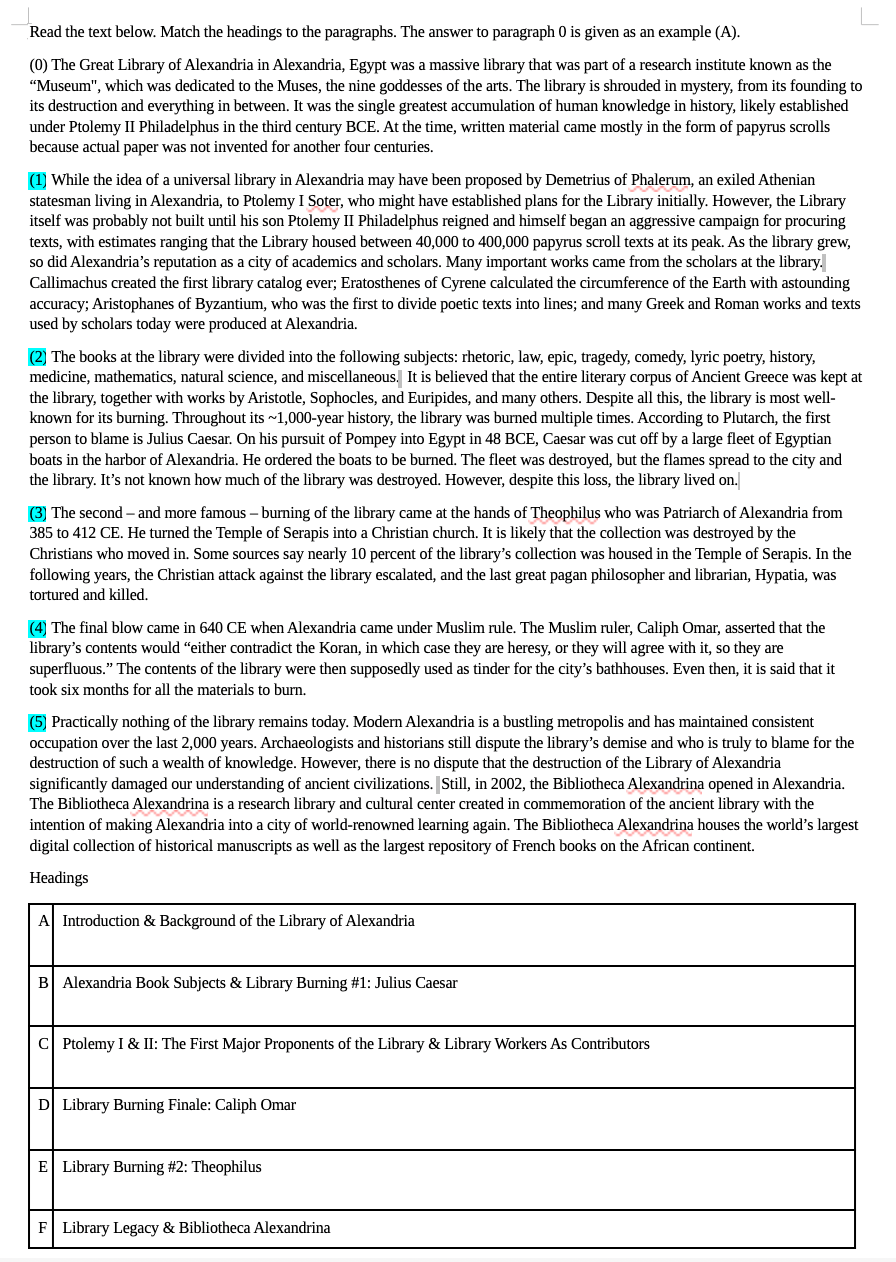 Read the text below. Match the headings to the paragraphs. The answer to paragraph 0 is given as an example (A).
(0) The Great Library of Alexandria in Alexandria, Egypt was a massive library that was part of a research institute known as the
“Museum", which was dedicated to the Muses, the nine goddesses of the arts. The library is shrouded in mystery, from its founding to
its destruction and everything in between. It was the single greatest accumulation of human knowledge in history, likely established
under Ptolemy II Philadelphus in the third century BCE. At the time, written material came mostly in the form of papyrus scrolls
because actual paper was not invented for another four centuries.
(1) While the idea of a universal library in Alexandria may have been proposed by Demetrius of Phalerum, an exiled Athenian
statesman living in Alexandria, to Ptolemy I Soter, who might have established plans for the Library initially. However, the Library
itself was probably not built until his son Ptolemy II Philadelphus reigned and himself began an aggressive campaign for procuring
texts, with estimates ranging that the Library housed between 40,000 to 400,000 papyrus scroll texts at its peak. As the library grew,
so did Alexandria’s reputation as a city of academics and scholars. Many important works came from the scholars at the library.
Callimachus created the first library catalog ever; Eratosthenes of Cyrene calculated the circumference of the Earth with astounding
accuracy; Aristophanes of Byzantium, who was the first to divide poetic texts into lines; and many Greek and Roman works and texts
used by scholars today were produced at Alexandria.
(2) The books at the library were divided into the following subjects: rhetoric, law, epic, tragedy, comedy, lyric poetry, history,
medicine, mathematics, natural science, and miscellaneous. It is believed that the entire literary corpus of Ancient Greece was kept at
the library, together with works by Aristotle, Sophocles, and Euripides, and many others. Despite all this, the library is most well-
known for its burning. Throughout its ~1,000-year history, the library was burned multiple times. According to Plutarch, the first
person to blame is Julius Caesar. On his pursuit of Pompey into Egypt in 48 BCE, Caesar was cut off by a large fleet of Egyptian
boats in the harbor of Alexandria. He ordered the boats to be burned. The fleet was destroyed, but the flames spread to the city and
the library. It’s not known how much of the library was destroyed. However, despite this loss, the library lived on.
(3) The second – and more famous – burning of the library came at the hands of Theophilus who was Patriarch of Alexandria from
385 to 412 CE. He turned the Temple of Serapis into a Christian church. It is likely that the collection was destroyed by the
Christians who moved in. Some sources say nearly 10 percent of the library’s collection was housed in the Temple of Serapis. In the
following years, the Christian attack against the library escalated, and the last great pagan philosopher and librarian, Hypatia, was
tortured and killed.
(4) The final blow came in 640 CE when Alexandria came under Muslim rule. The Muslim ruler, Caliph Omar, asserted that the
library’s contents would “either contradict the Koran, in which case they are heresy, or they will agree with it, so they are
superfluous.” The contents of the library were then supposedly used as tinder for the city’s bathhouses. Even then, it is said that it
took six months for all the materials to burn.
(5) Practically nothing of the library remains today. Modern Alexandria is a bustling metropolis and has maintained consistent
occupation over the last 2,000 years. Archaeologists and historians still dispute the library’s demise and who is truly to blame for the
destruction of such a wealth of knowledge. However, there is no dispute that the destruction of the Library of Alexandria
significantly damaged our understanding of ancient civilizations. Still, in 2002, the Bibliotheca Alexandrina opened in Alexandria.
The Bibliotheca Alexandrina is a research library and cultural center created in commemoration of the ancient library with the
intention of making Alexandria into a city of world-renowned learning again. The Bibliotheca Alexandrina houses the world’s largest
digital collection of historical manuscripts as well as the largest repository of French books on the African continent.
Headings
A Introduction & Background of the Library of Alexandria
B Alexandria Book Subjects & Library Burning #1: Julius Caesar
C Ptolemy I & II: The First Major Proponents of the Library & Library Workers As Contributors
D Library Burning Finale: Caliph Omar
E Library Burning #2: Theophilus
F Library Legacy & Bibliotheca Alexandrina